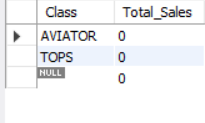 Class Total_Sales
AVIATOR 0
TOPS 0
NULL 0